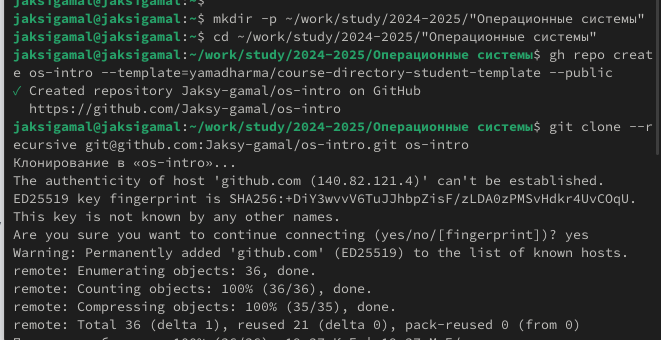 jaksigamal@jaksigamal:~$
jaksigamal@jaksigamal:~$ mkdir -p ~/work/study/2024-2025/"Операционные системы"
jaksigamal@jaksigamal:~$ cd ~/work/study/2024-2025/"Операционные системы"
jaksigamal@jaksigamal:~/work/study/2024-2025/Операционные системы$ gh repo creat
e os-intro --template=yamadharma/course-directory-student-template --public
✓ Created repository Jaksy-gamal/os-intro on GitHub
https://github.com/Jaksy-gamal/os-intro
jaksigamal@jaksigamal:~/work/study/2024-2025/Операционные системы$ git clone --r
ecursive git@github.com:Jaksy-gamal/os-intro.git os-intro
Клонирование в «os-intro»...
The authenticity of host 'github.com (140.82.121.4)' can't be established.
ED25519 key fingerprint is SHA256:+DiY3wvvV6TuJJhbpZisF/zLDA0zPMSvHdkr4UvCOqU.
This key is not known by any other names.
Are you sure you want to continue connecting (yes/no/[fingerprint])? yes
Warning: Permanently added 'github.com' (ED25519) to the list of known hosts.
remote: Enumerating objects: 36, done.
remote: Counting objects: 100% (36/36), done.
remote: Compressing objects: 100% (35/35), done.
remote: Total 36 (delta 1), reused 21 (delta 0), pack-reused 0 (from 0)